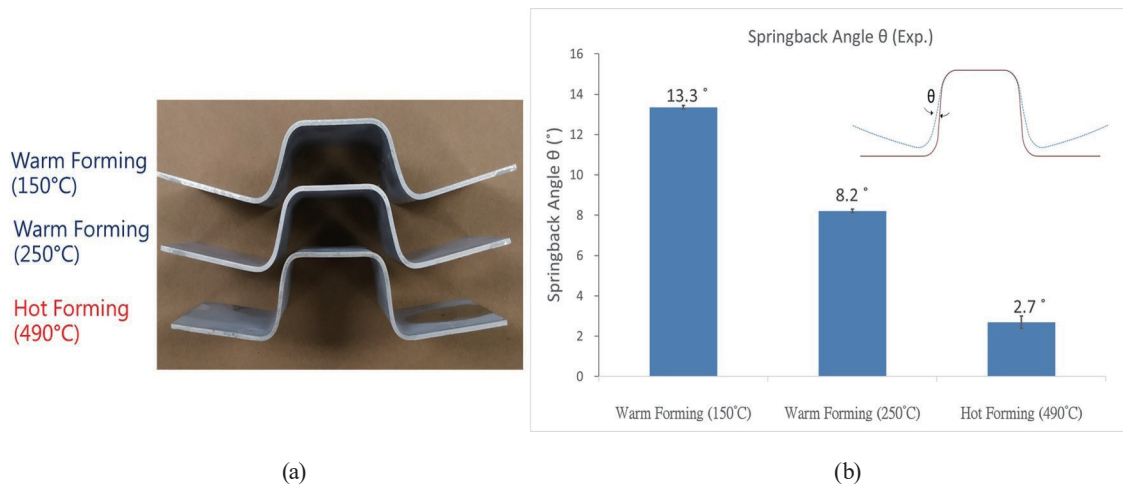 Warm Forming
(150°C)
Warm Forming
(250°C)
Hot Forming
(490°C)
(a)
Springback Angle θ (Exp.)
Springback Angle θ (˚)
16
14
12
10
8
6
4
2
0
13.3 ˚
8.2 ˚
2.7 ˚
θ
Warm Forming (150˚C)
Warm Forming (250˚C)
Hot Forming (490˚C)
(b)